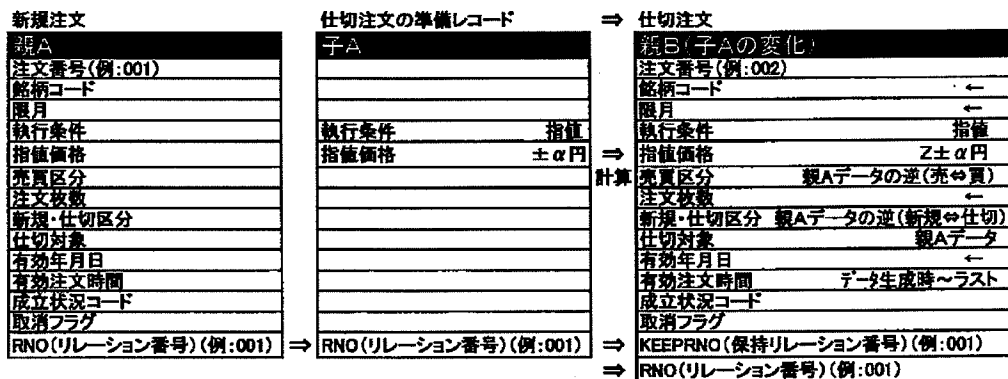 新規注文 仕切注文の準備レコード ⇒ 仕切注文
親A 子A 親B(子Aの変化)
注文番号(例:001) 注文番号(例:002)
銘柄コード 銘柄コード ←
限月 限月 ←
執行条件 執行条件 指値 執行条件 指値
指値価格 指値価格 ±α円 ⇒ 指値価格 Z±α円
売買区分 計算 売買区分 親Aデータの逆(売⇔買)
注文枚数 注文枚数 ←
新規・仕切区分 新規・仕切区分 親Aデータの逆(新規⇔仕切)
仕切対象 仕切対象 親Aデータ
有効年月日 有効年月日 ←
有効注文時間 有効注文時間 データ生成時~ラスト
成立状況コード 成立状況コード
取消フラグ 取消フラグ
RNO(リレーション番号)(例:001) ⇒ RNO(リレーション番号)(例:001) ⇒ KEEPRNO(保持リレーション番号)(例:001)
⇒ RNO(リレーション番号)(例:001)